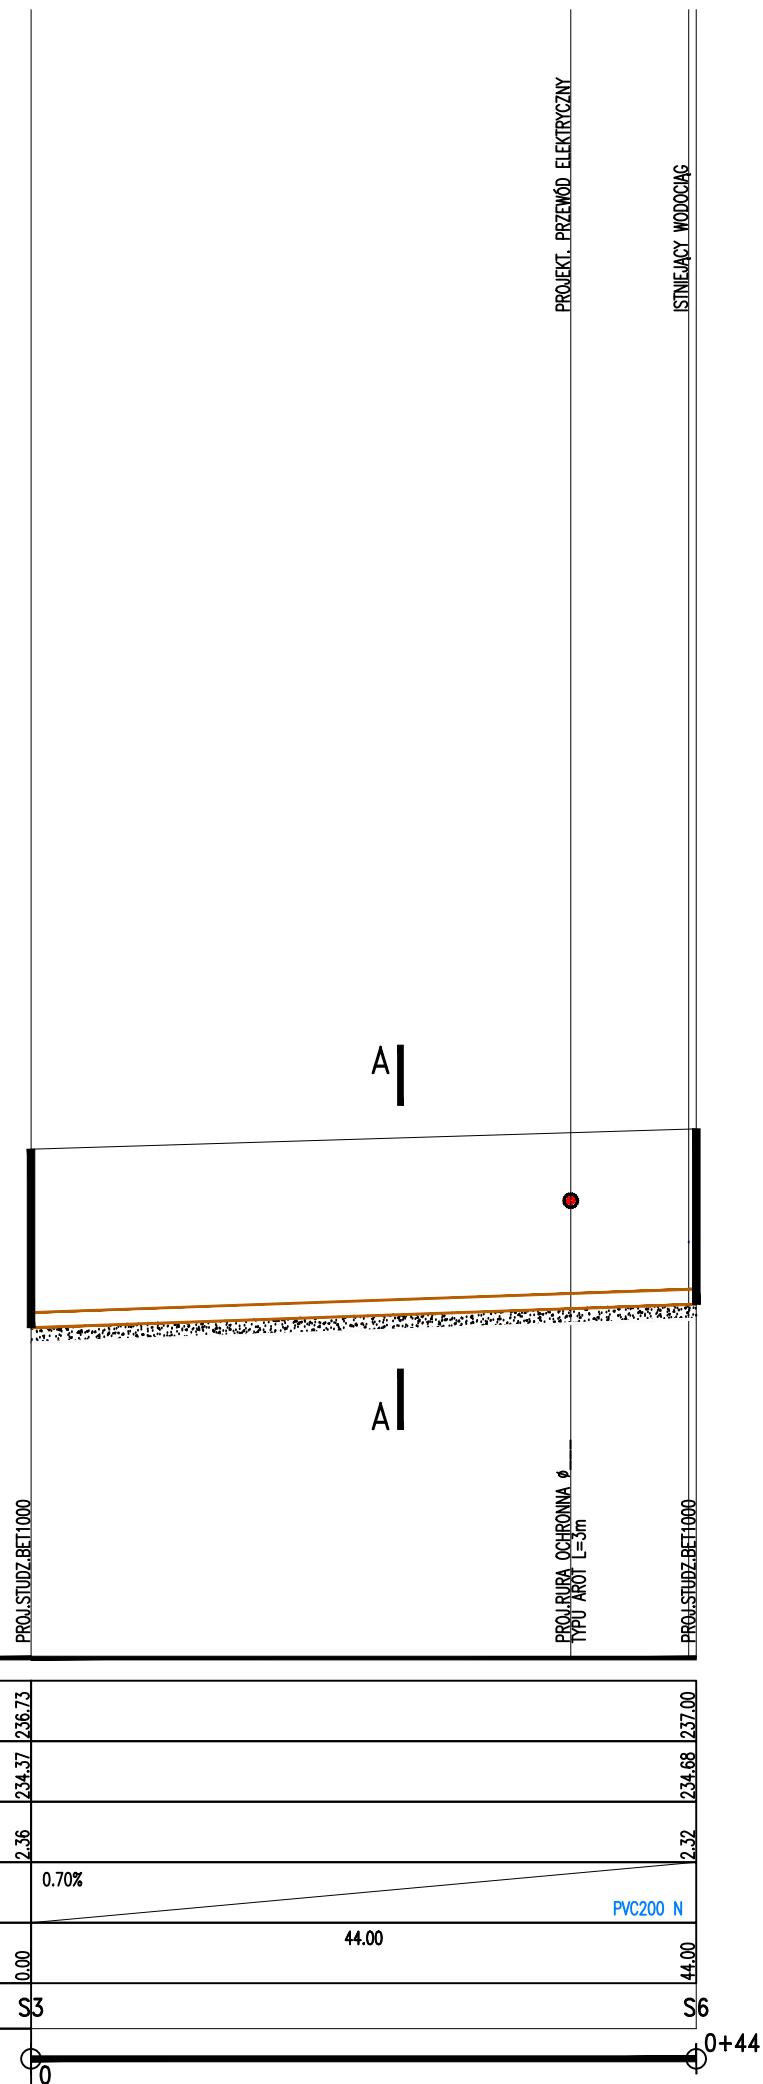 PROJEKT. PRZEWÓD ELEKTRYCZNY
ISTNIEJĄCY WODOCIĄG
A
A
PROJ.STUDZ.BET1000
PROJ.RURA OCHRONNA ø____
TYPU AROT L=3m
PROJ.STUDZ.BET1000
236.73
237.00
234.37
234.68
2.36
2.32
0.70%
PVC200 N
44.00
0.00
44.00
S3
S6
0+44
0